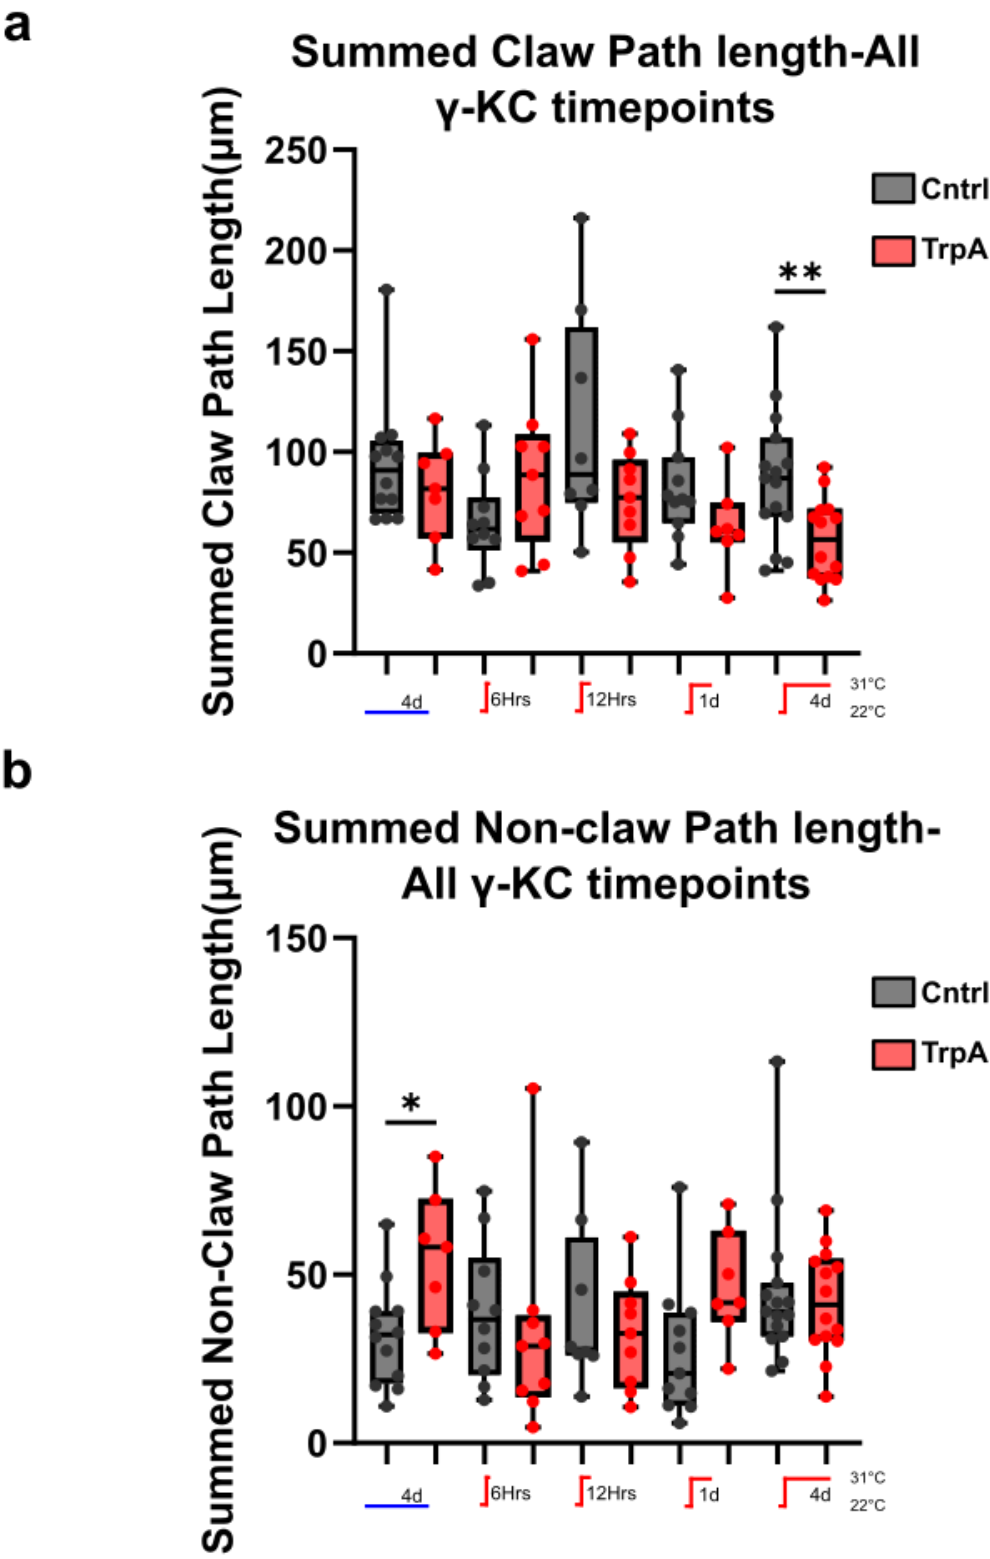 a
Summed Claw Path length-All
γ-KC timepoints
Summed Claw Path Length(μm)
250
200
150
100
50
0
Cntrl
TrpA
**
4d
6Hrs
12Hrs
1d
4d
31°C
22°C
b
Summed Non-claw Path length-
All γ-KC timepoints
Summed Non-Claw Path Length(μm)
150
100
50
0
Cntrl
TrpA
*
4d
6Hrs
12Hrs
1d
4d
31°C
22°C